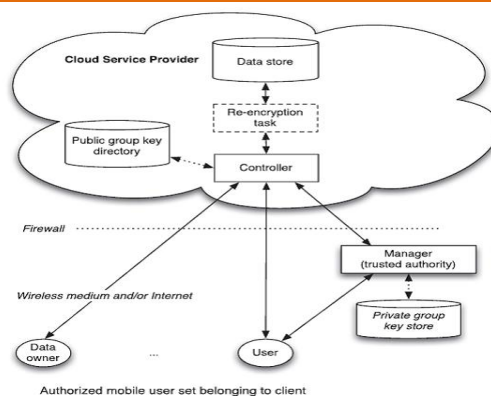 Cloud Service Provider
Data store
Re-encryption
task
Public group key
directory
Controller
Firewall
Manager
(trusted authority)
Wireless medium and/or Internet
Private group
key store
Data
owner
...
User
Authorized mobile user set belonging to client